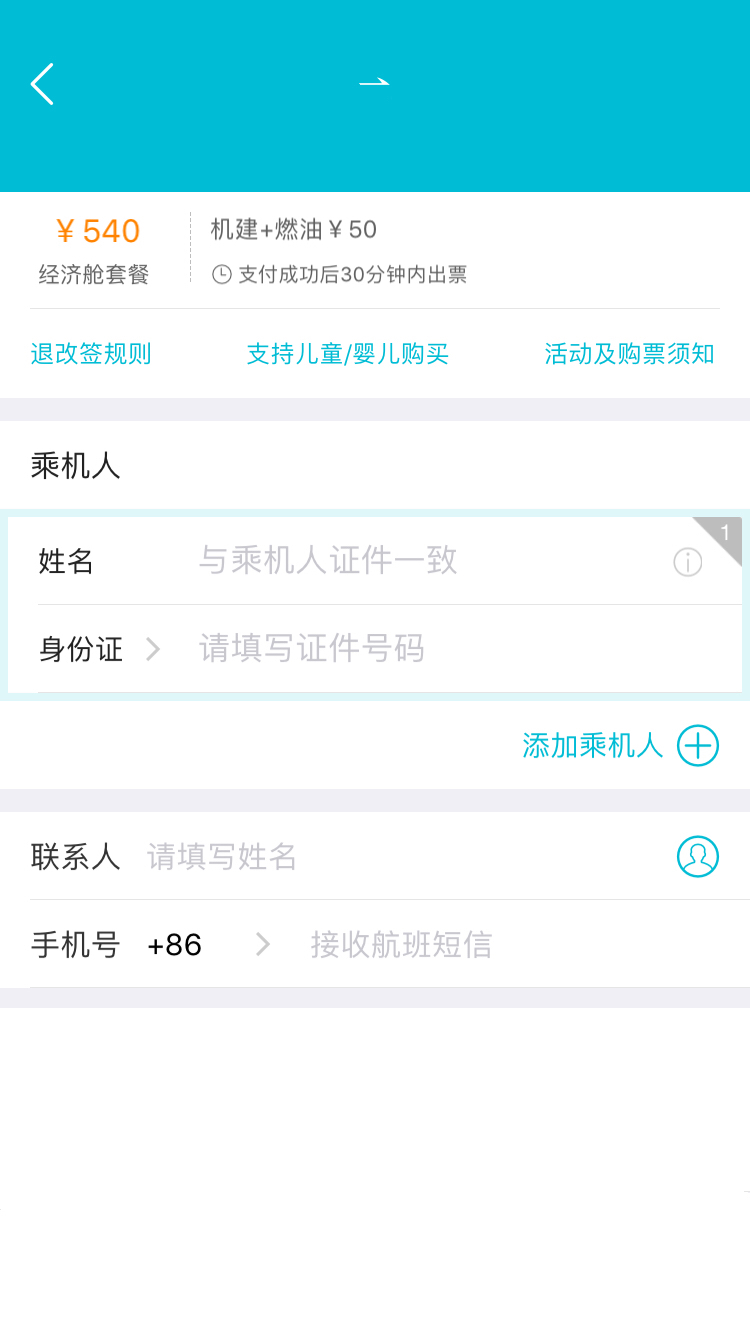 ¥ 540
机建+燃油 ¥ 50
经济舱套餐
支付成功后30分钟内出票
退改签规则
支持儿童/婴儿购买
活动及购票须知
乘机人
1
姓名 与乘机人证件一致
身份证 请填写证件号码
添加乘机人
联系人 请填写姓名
手机号 +86 接收航班短信